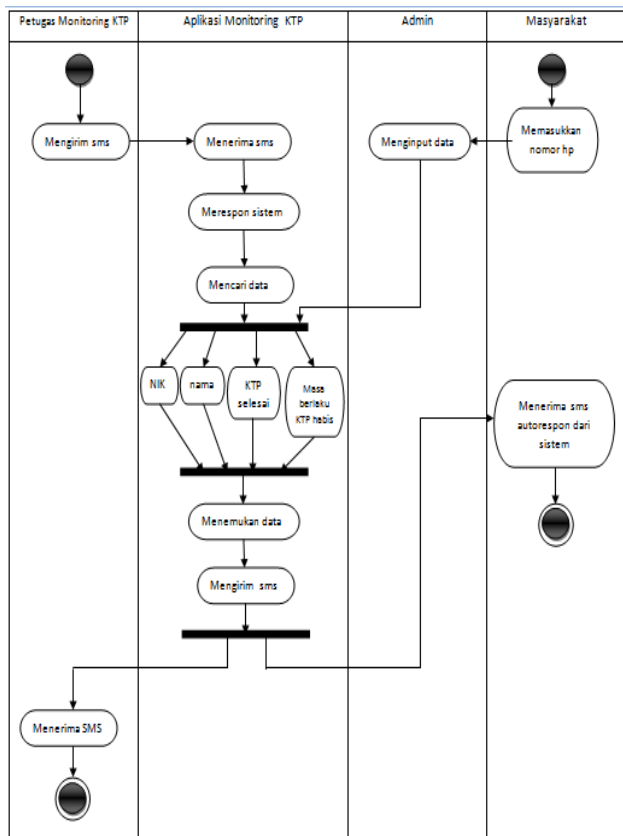 Petugas Monitoring KTP
Aplikasi Monitoring KTP
Admin
Masyarakat
Mengirim sms
Menerima sms
Menginput data
Memasukkan
nomor hp
Merespon sistem
Mencari data
NIK
nama
KTP
selesai
Masa
berlaku
KTP habis
Menerima sms
autorespon dari
sistem
Menemukan data
Mengirim sms
Menerima SMS